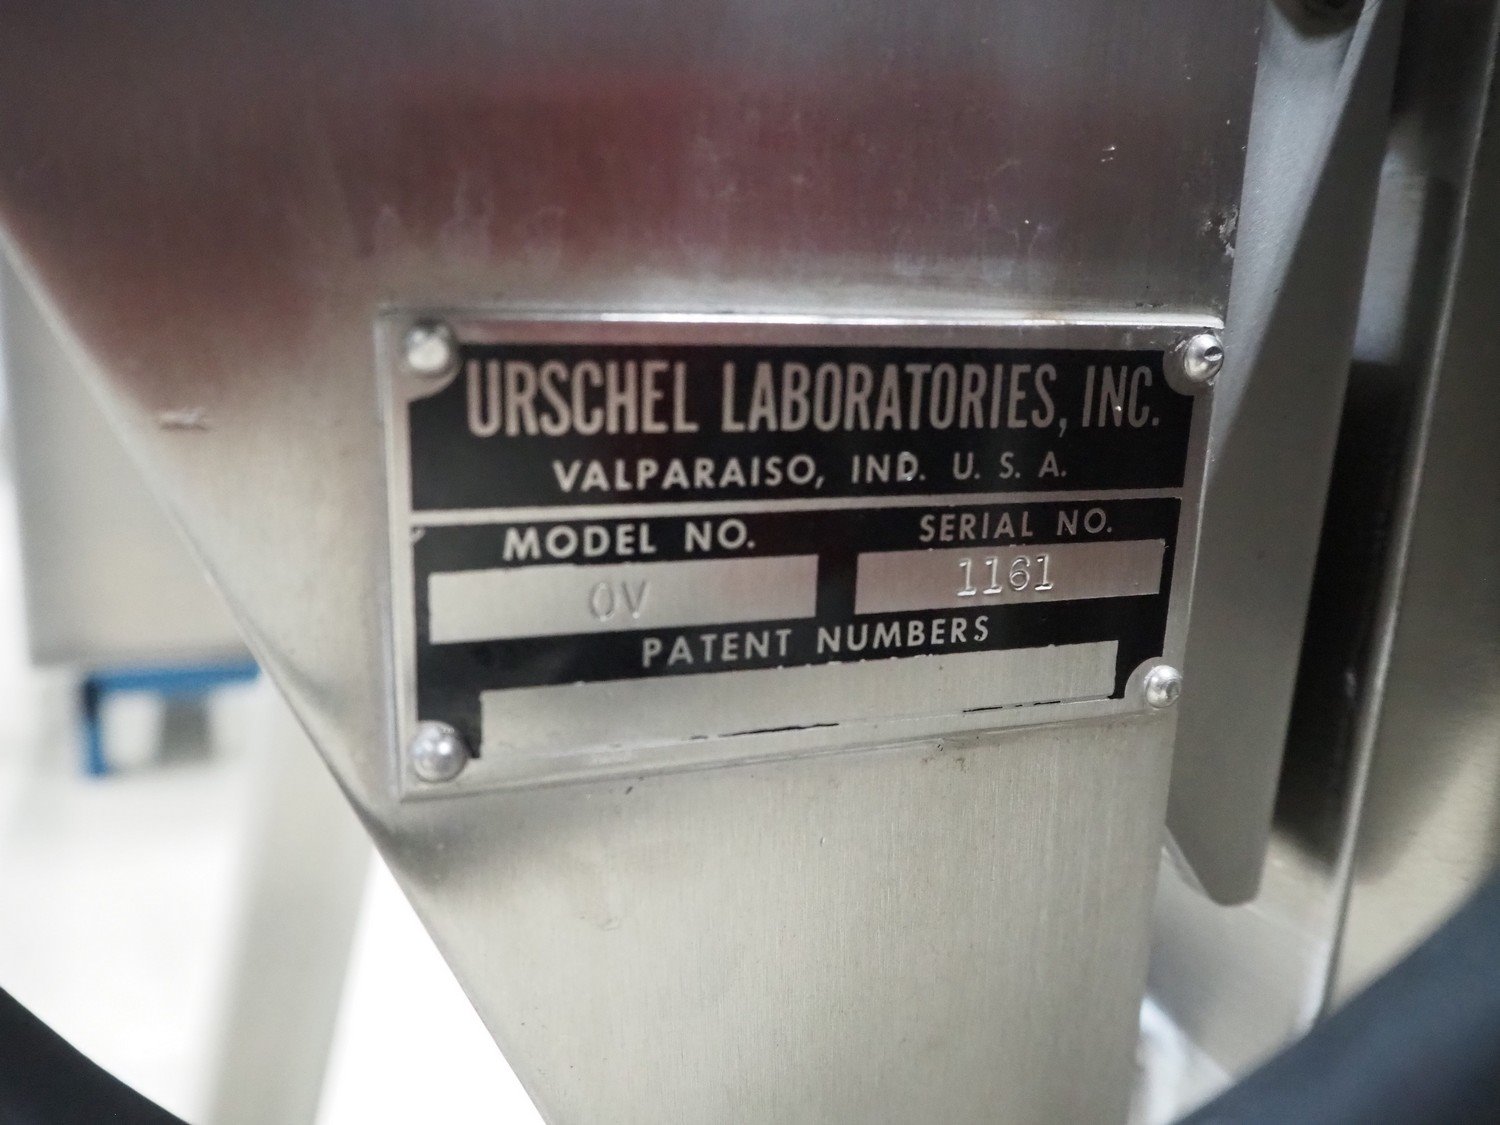 URSCHEL LABORATORIES, INC.
VALPARAISO, IND. U. S. A.
MODEL NO. SERIAL NO.
OV 1161
PATENT NUMBERS